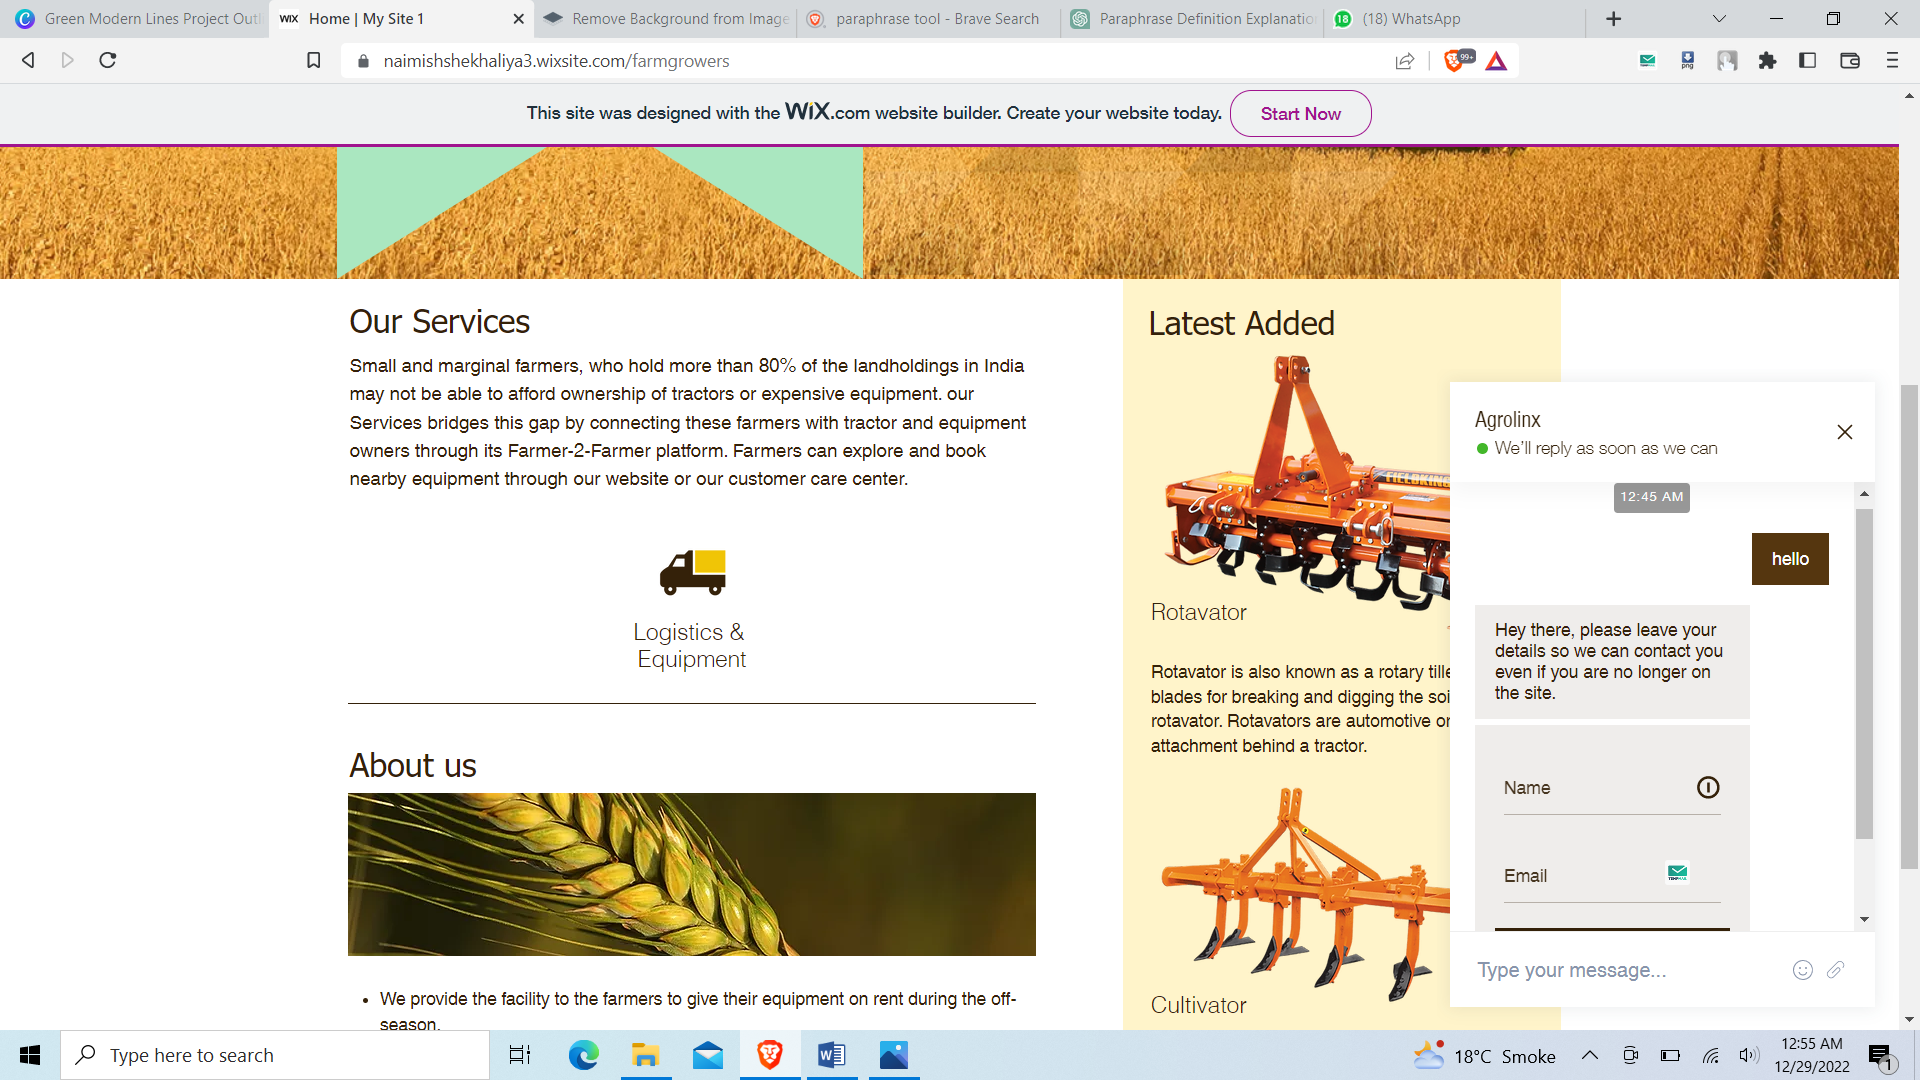 Green Modern Lines Project Outl
WIX Home | My Site 1
Remove Background from Image
paraphrase tool - Brave Search
Paraphrase Definition Explanatio
18 (18) WhatsApp
naimishshekhaliya3.wixsite.com/farmgrowers
99+
png
This site was designed with the WiX.com website builder. Create your website today.
Start Now
Our Services
Small and marginal farmers, who hold more than 80% of the landholdings in India
may not be able to afford ownership of tractors or expensive equipment. our
Services bridges this gap by connecting these farmers with tractor and equipment
owners through its Farmer-2-Farmer platform. Farmers can explore and book
nearby equipment through our website or our customer care center.
Logistics &
Equipment
About us
We provide the facility to the farmers to give their equipment on rent during the off-
season.
Latest Added
FIELDKING
Rotavator
Rotavator is also known as a rotary tille
blades for breaking and digging the soi
rotavator. Rotavators are automotive or
attachment behind a tractor.
Cultivator
Agrolinx
We'll reply as soon as we can
12:45 AM
hello
Hey there, please leave your
details so we can contact you
even if you are no longer on
the site.
Name
Email
Type your message...
Type here to search
18°C Smoke
12:55 AM
12/29/2022
1